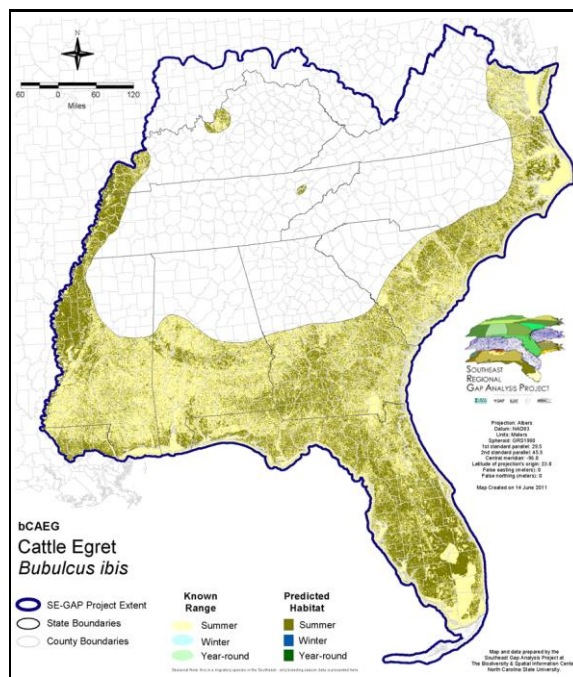 N
60 0 60 120
Miles
SOUTHEAST
REGIONAL
GAP ANALYSIS PROJECT
USGS
Projection: Albers
Datum: NAD83
Units: Meters
Spheroid: GRS1980
1st standard parallel: 29.5
2nd standard parallel: 45.5
Central meridian: -96.0
Latitude of projection's origin: 23.0
False easting (meters): 0
False northing (meters): 0
Map Created on 14 June 2011
bCAEG
Cattle Egret
Bubulcus ibis
SE-GAP Project Extent
State Boundaries
County Boundaries
Known
Range
Summer
Winter
Year-round
Predicted
Habitat
Summer
Winter
Year-round
Map and data prepared by the
Southeast Gap Analysis Project at
The Biodiversity & Spatial Information Center
North Carolina State University.